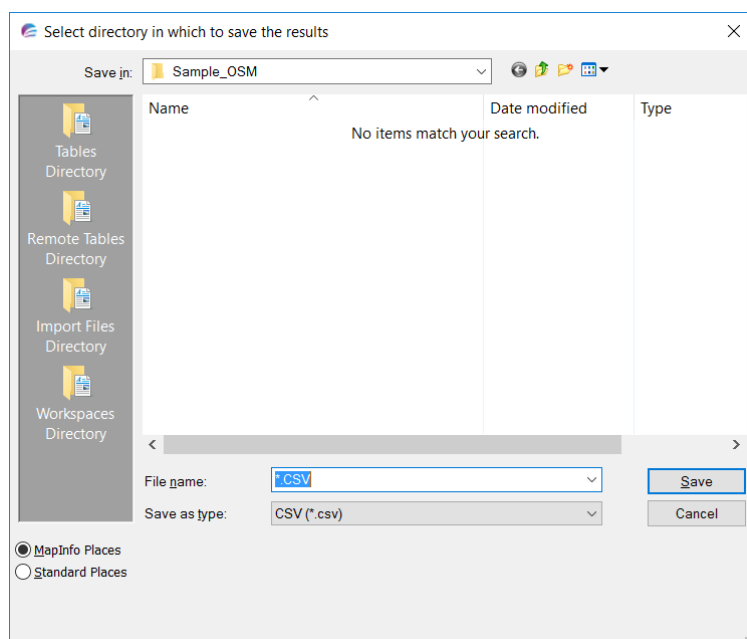 Select directory in which to save the results
Save in:
Sample_OSM
Name
Date modified
Type
No items match your search.
Tables
Directory
Remote Tables
Directory
Import Files
Directory
Workspaces
Directory
File name:
*.CSV
Save
Save as type:
CSV (*.csv)
Cancel
MapInfo Places
Standard Places